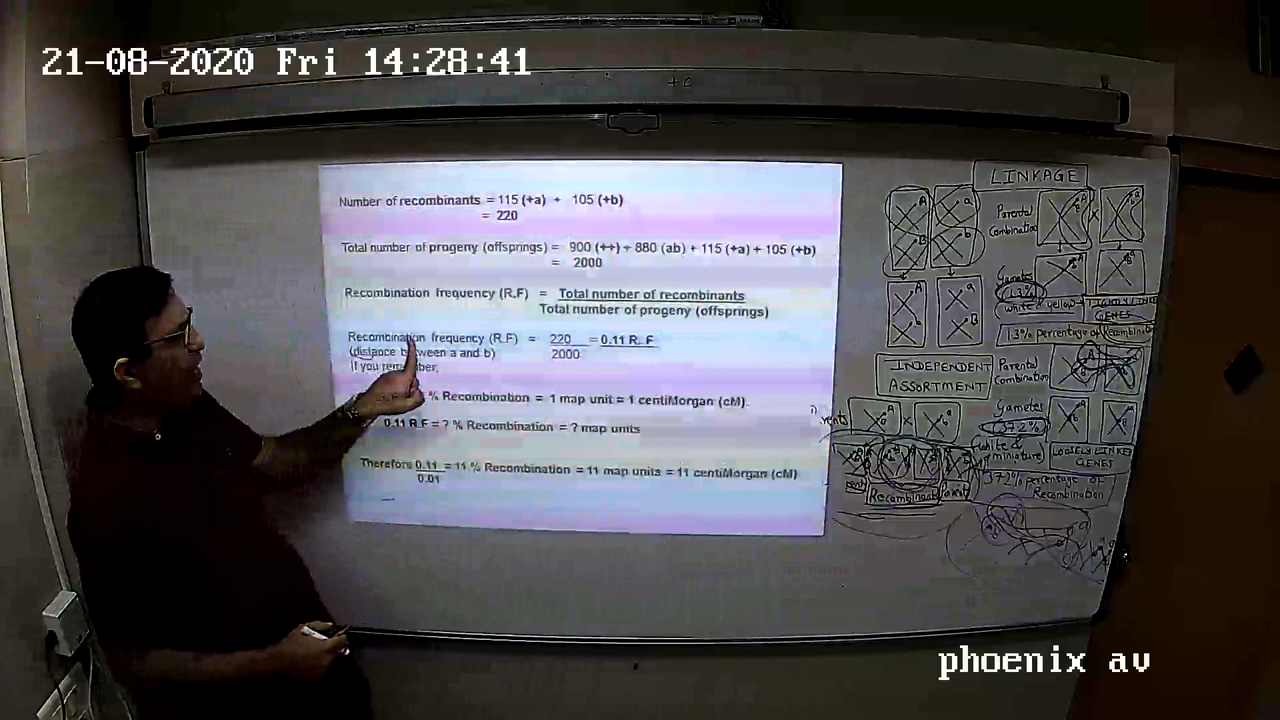 21-08-2020 Fri 14:28:41
Number of recombinants = 115 (+a) + 105 (+b)
= 220
Total number of progeny (offsprings) = 900 (++) + 880 (ab) + 115 (+a) + 105 (+b)
= 2000
Recombination frequency (R.F) = Total number of recombinants
Total number of progeny (offsprings)
Recombination frequency (R.F) = 220 = 0.11 R. F
(distance between a and b) 2000
If you
% Recombination = 1 map unit = 1 centiMorgan (cM)
0.11 R.F = ? % Recombination = ? map units
Therefore 0.11 = 11 % Recombination = 11 map units = 11 centiMorgan (cM)
0.01
LINKAGE
Parental
Combination
A
a
B
b
Gametes
1.3%
White & yellow
GENES
1.3% percentage of Recombination
INDEPENDENT
ASSORTMENT
Parental
Combination
Gametes
37.2%
White &
miniature
LOOSELY LINKED
GENES
Recombinant
37.2% percentage of
Recombination
phoenix av